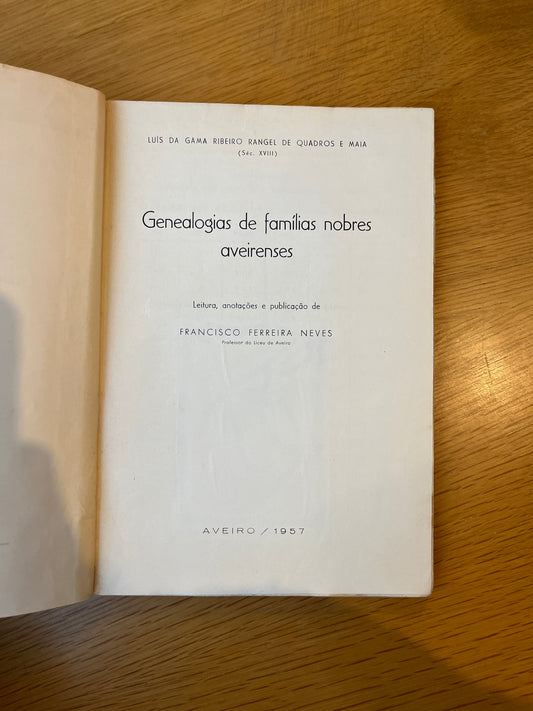 LUÍS DA GAMA RIBEIRO RANGEL DE QUADROS E MAIA
(Séc. XVIII)
Genealogias de famílias nobres
aveirenses
Leitura, anotações e publicação de
FRANCISCO FERREIRA NEVES
Professor do Liceu de Aveiro
AVEIRO / 1957